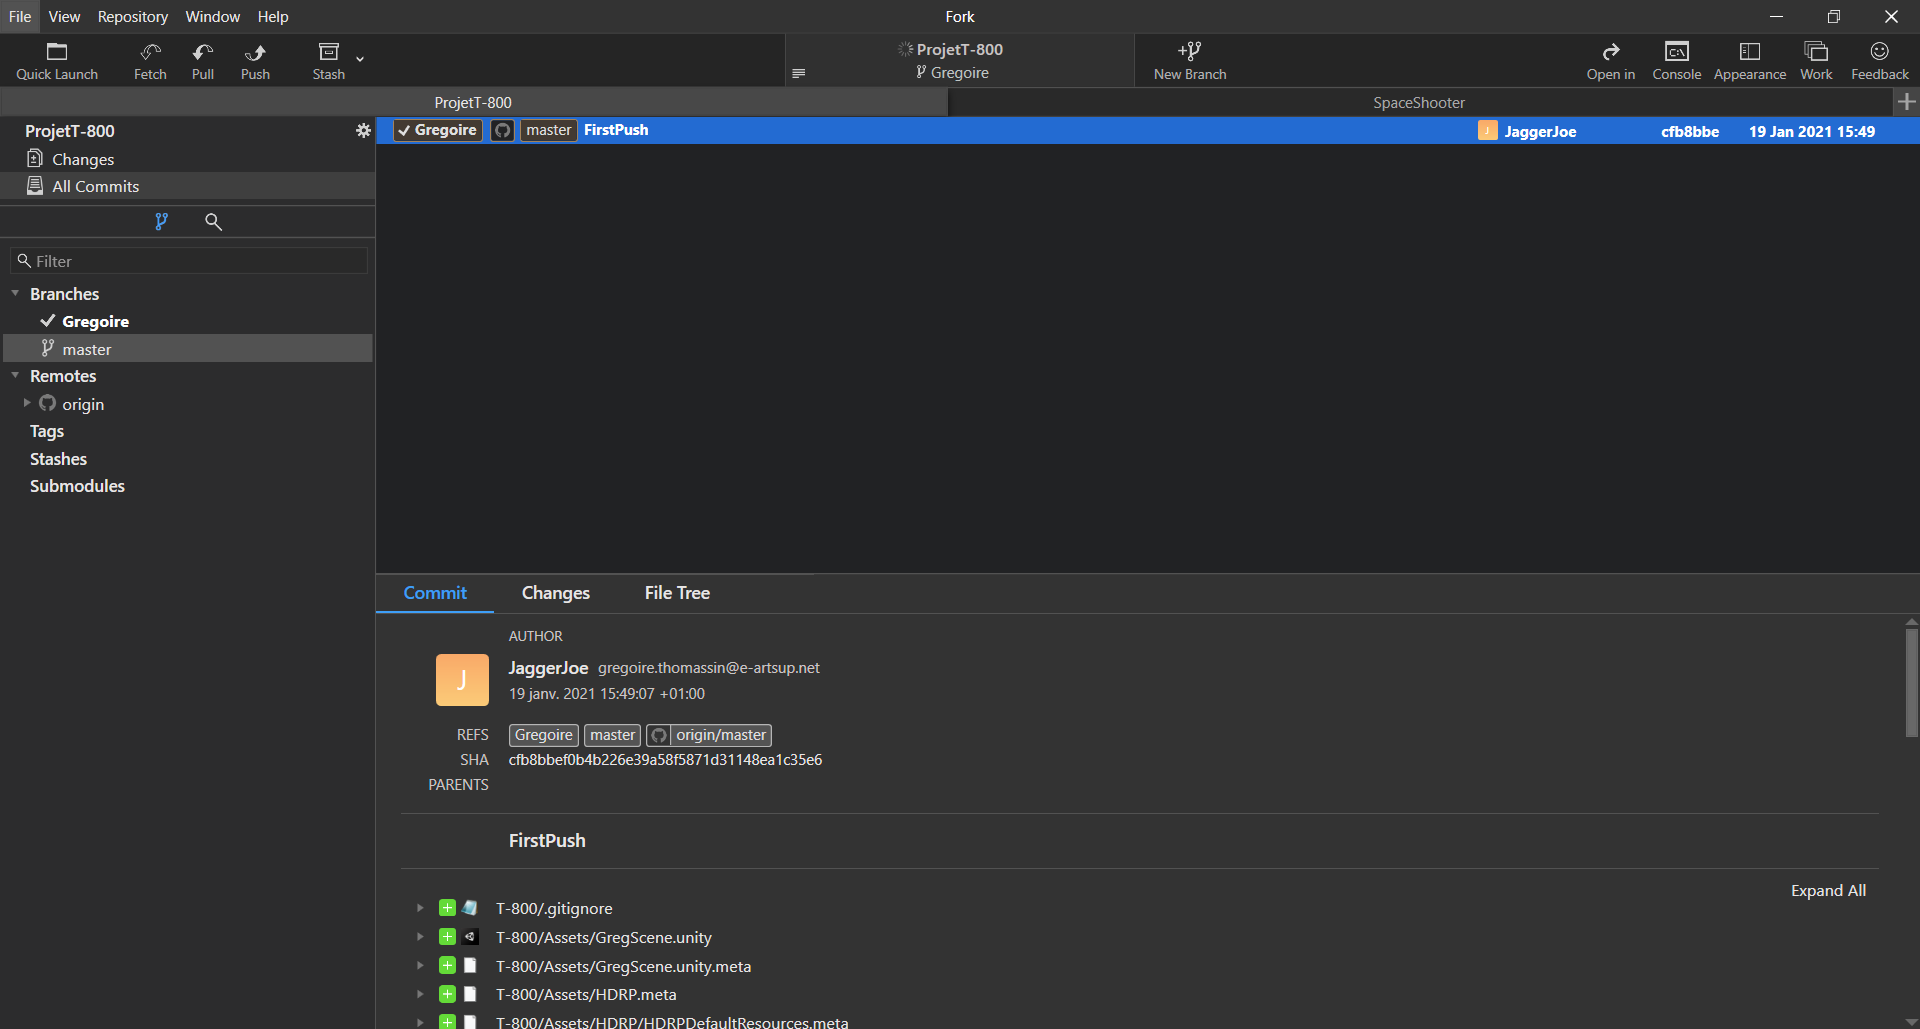 File View Repository Window Help
Fork
Quick Launch Fetch Pull Push Stash
ProjetT-800
Gregoire
New Branch
Open in Console Appearance Work Feedback
ProjetT-800
SpaceShooter
ProjetT-800
Changes
All Commits
Filter
Branches
Gregoire
master
Remotes
origin
Tags
Stashes
Submodules
Gregoire master FirstPush J JaggerJoe cfb8bbe 19 Jan 2021 15:49
Commit Changes File Tree
AUTHOR
J
JaggerJoe gregoire.thomassin@e-artsup.net
19 janv. 2021 15:49:07 +01:00
REFS Gregoire master origin/master
SHA cfb8bbef0b4b226e39a58f5871d31148ea1c35e6
PARENTS
FirstPush
Expand All
T-800/.gitignore
T-800/Assets/GregScene.unity
T-800/Assets/GregScene.unity.meta
T-800/Assets/HDRP.meta
T-800/Assets/HDRP/HDRPDefaultResources.meta